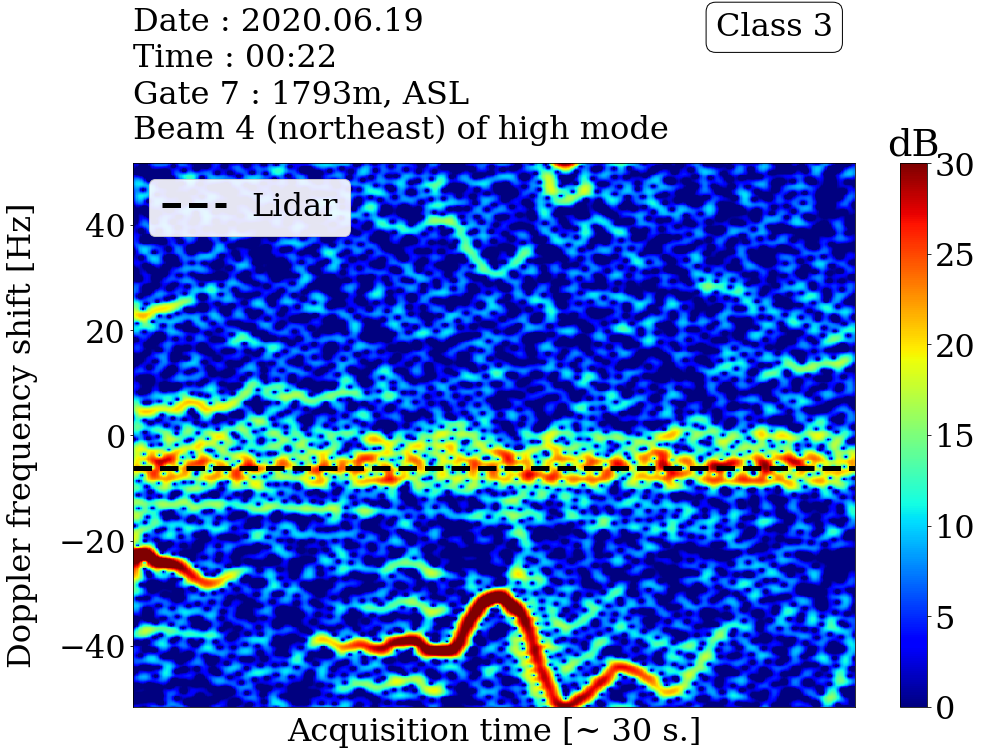 Date : 2020.06.19
Time : 00:22
Gate 7 : 1793m, ASL
Beam 4 (northeast) of high mode
Class 3
dB
Lidar
Doppler frequency shift [Hz]
40
20
0
−20
−40
30
25
20
15
10
5
0
Acquisition time [~ 30 s.]